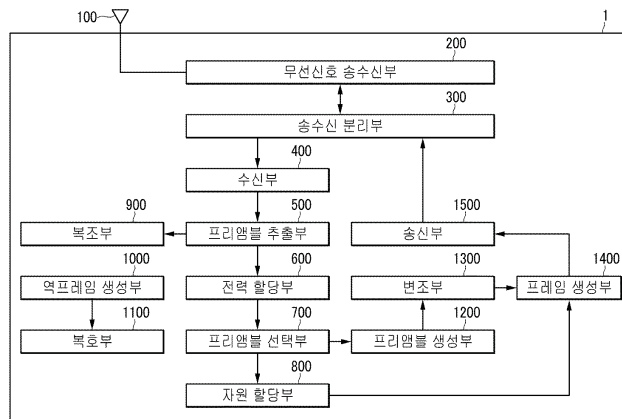 100
1
200
무선신호 송수신부
300
송수신 분리부
400
수신부
900
500
1500
복조부
프리앰블 추출부
송신부
1000
600
1300
1400
역프레임 생성부
전력 할당부
변조부
프레임 생성부
1100
700
1200
복호부
프리앰블 선택부
프리앰블 생성부
800
자원 할당부